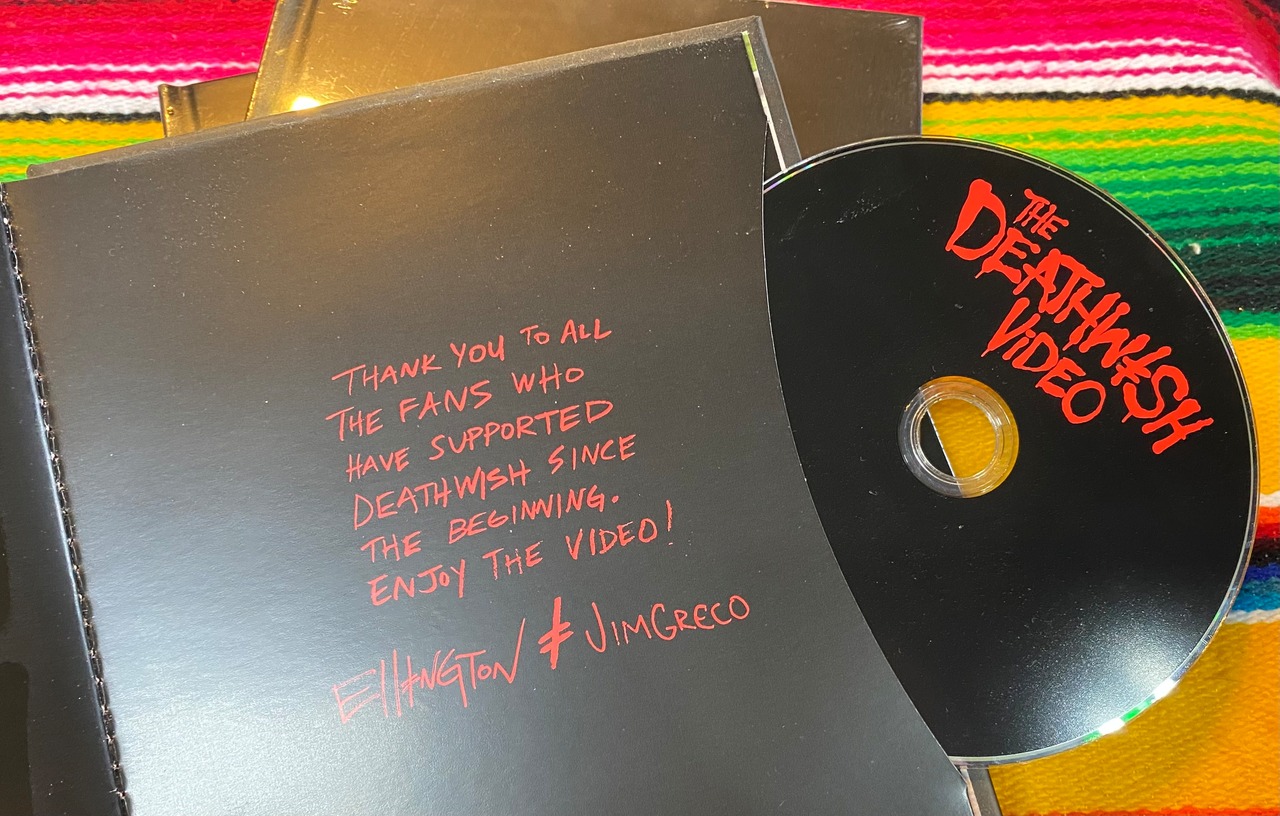 THANK YOU TO ALL
THE FANS WHO
HAVE SUPPORTED
DEATHWISH SINCE
THE BEGINNING.
ENJOY THE VIDEO!
EllINGTON ‡ JIMGRECO
THE
DEATHWISH
ViDEO